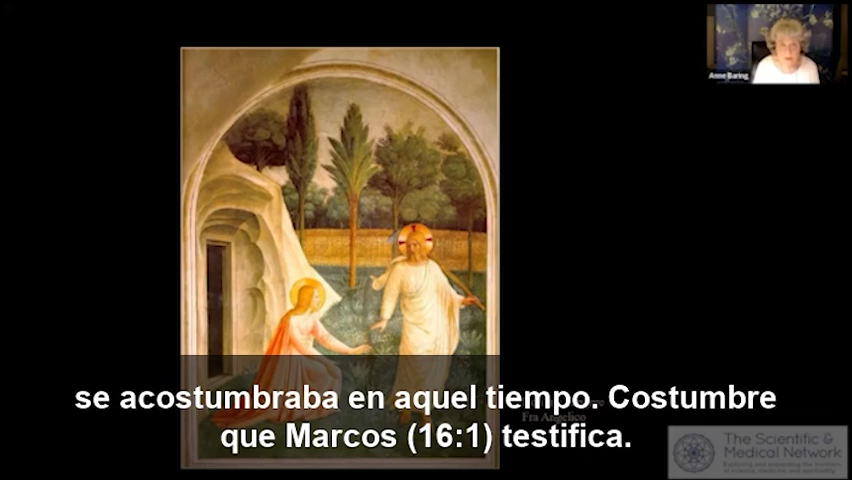 Anne Baring
se acostumbraba en aquel tiempo. Costumbre
que Marcos (16:1) testifica.
Fra Angelico
The Scientific &
Medical Network